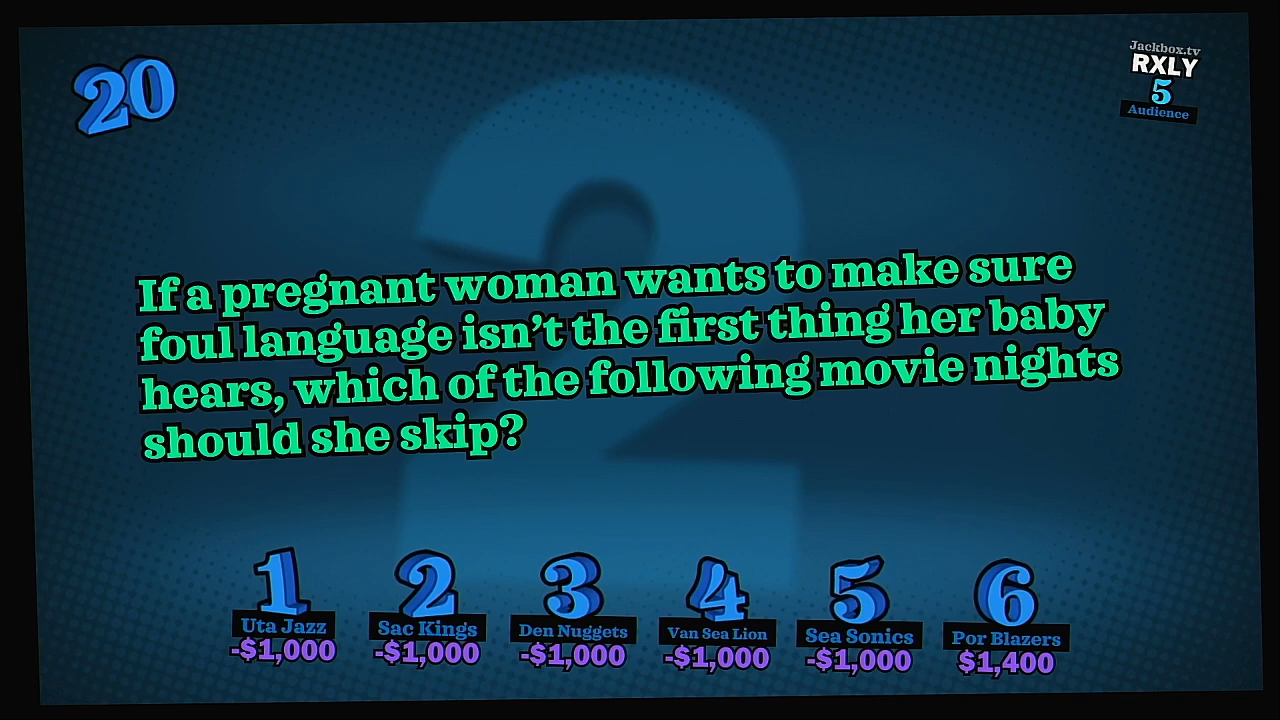 20
Jackbox.tv
RXLY
5
Audience
If a pregnant woman wants to make sure
foul language isn't the first thing her baby
hears, which of the following movie nights
should she skip?
1 2 3 4 5 6
Uta Jazz Sac Kings Den Nuggets Van Sea Lion Sea Sonics Por Blazers
-$1,000 -$1,000 -$1,000 -$1,000 -$1,000 $1,400